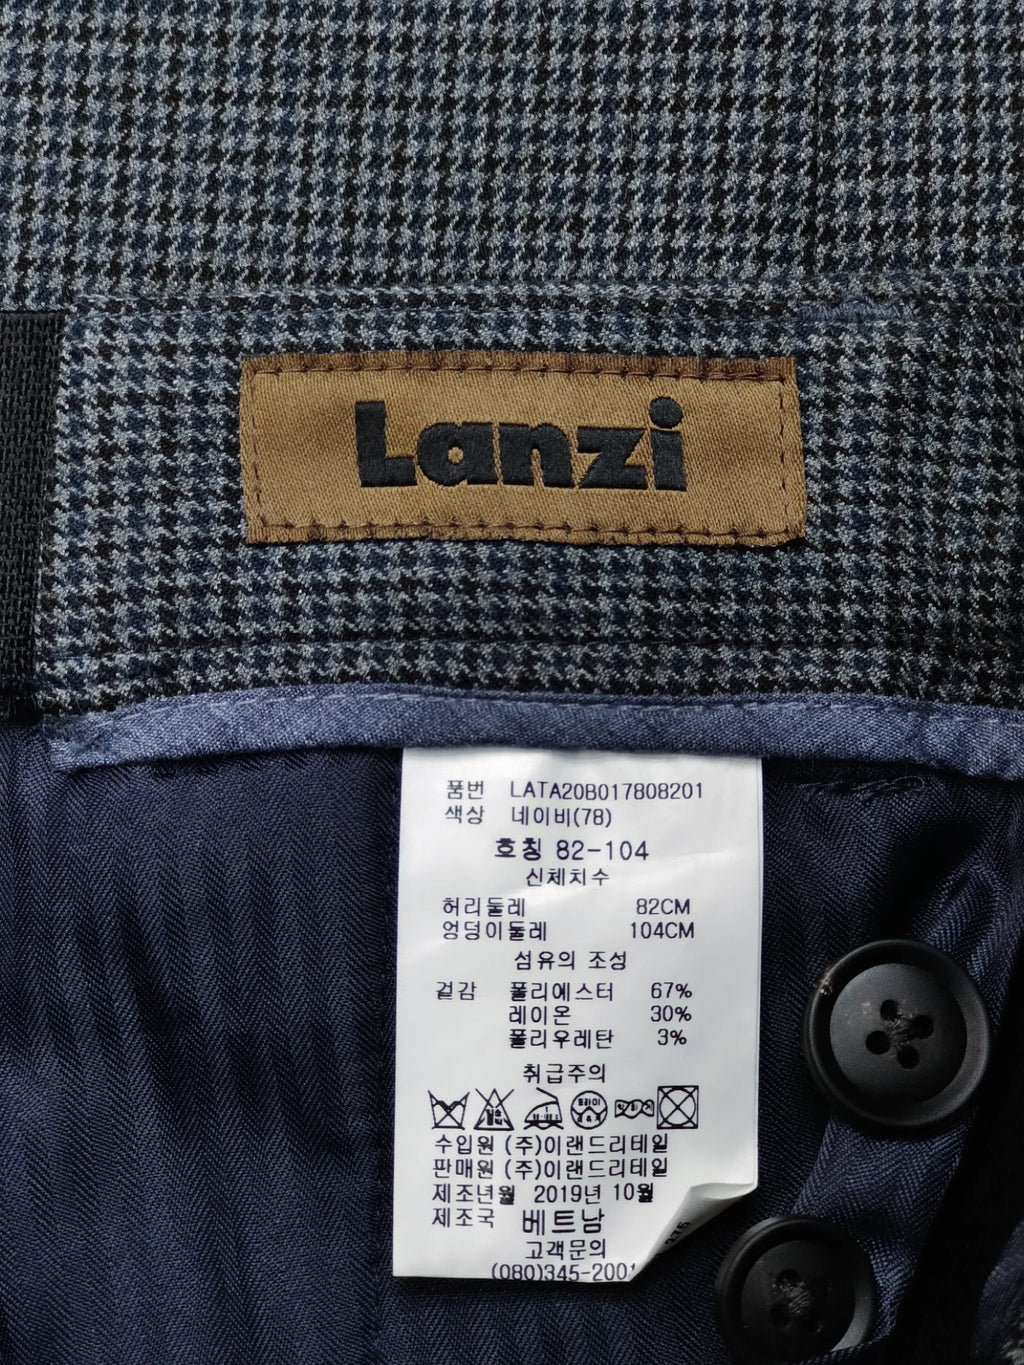 Lanzi
품번 LATA20B017808201
색상 네이비(78)
호칭 82-104
신체치수
허리둘레 82CM
엉덩이둘레 104CM
섬유의 조성
겉감 폴리에스터 67%
레이온 30%
폴리우레탄 3%
취급주의
드라이
수입원 (주)이랜드리테일
판매원 (주)이랜드리테일
제조년월 2019년 10월
제조국 베트남
고객문의
(080)345-2001